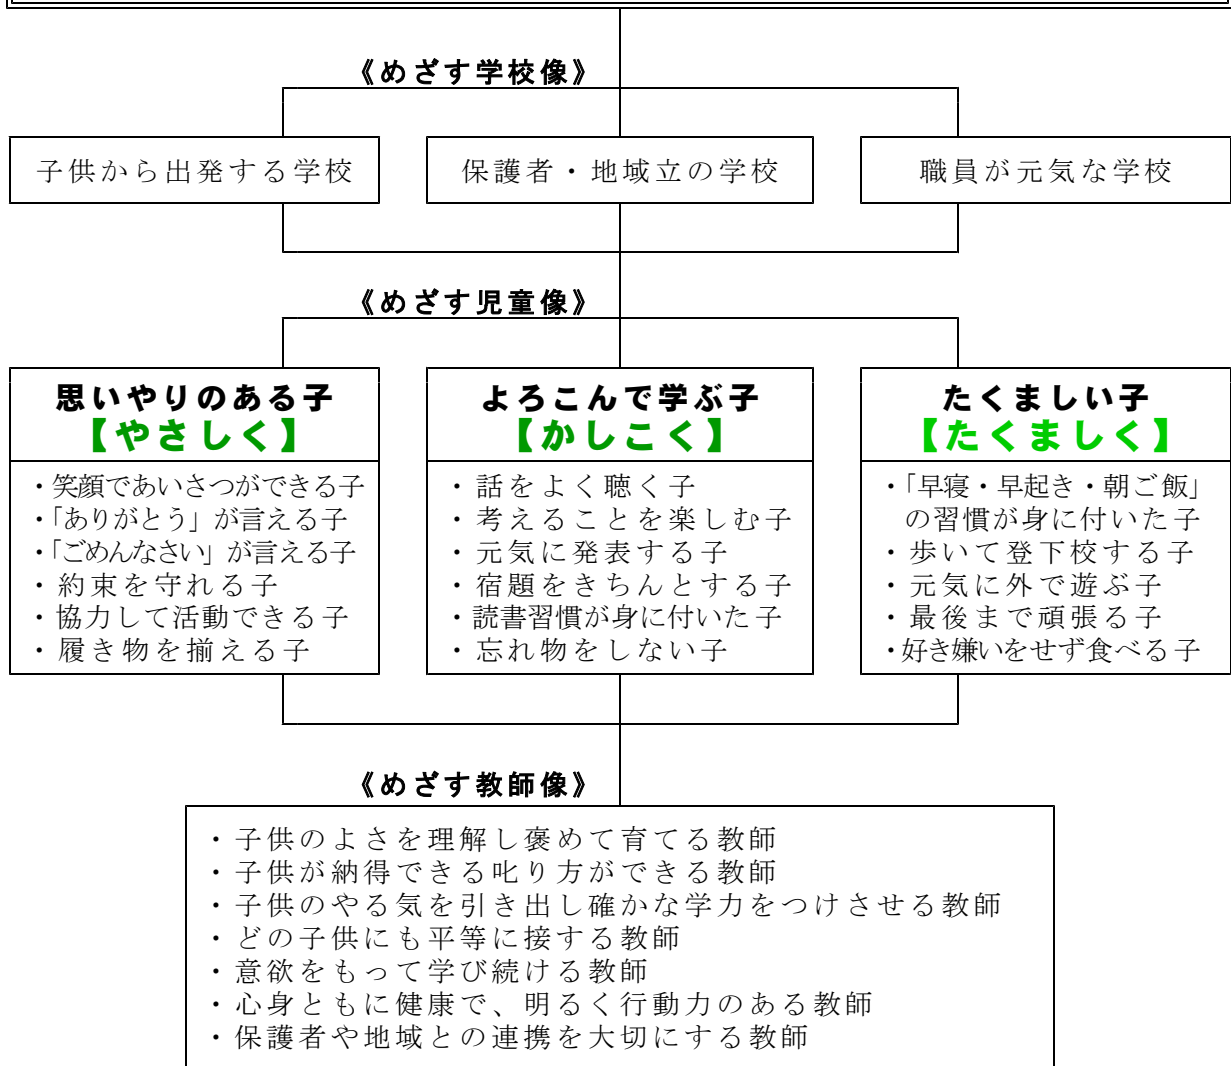 《めざす学校像》
子供から出発する学校
保護者・地域立の学校
職員が元気な学校
《めざす児童像》
思いやりのある子
【やさしく】
・笑顔であいさつができる子
・「ありがとう」が言える子
・「ごめんなさい」が言える子
・約束を守れる子
・協力して活動できる子
・履き物を揃える子
よろこんで学ぶ子
【かしこく】
・話をよく聴く子
・考えることを楽しむ子
・元気に発表する子
・宿題をきちんとする子
・読書習慣が身に付いた子
・忘れ物をしない子
たくましい子
【たくましく】
・「早寝・早起き・朝ご飯」
の習慣が身に付いた子
・歩いて登下校する子
・元気に外で遊ぶ子
・最後まで頑張る子
・好き嫌いをせず食べる子
《めざす教師像》
・子供のよさを理解し褒めて育てる教師
・子供が納得できる叱り方ができる教師
・子供のやる気を引き出し確かな学力をつけさせる教師
・どの子供にも平等に接する教師
・意欲をもって学び続ける教師
・心身ともに健康で、明るく行動力のある教師
・保護者や地域との連携を大切にする教師